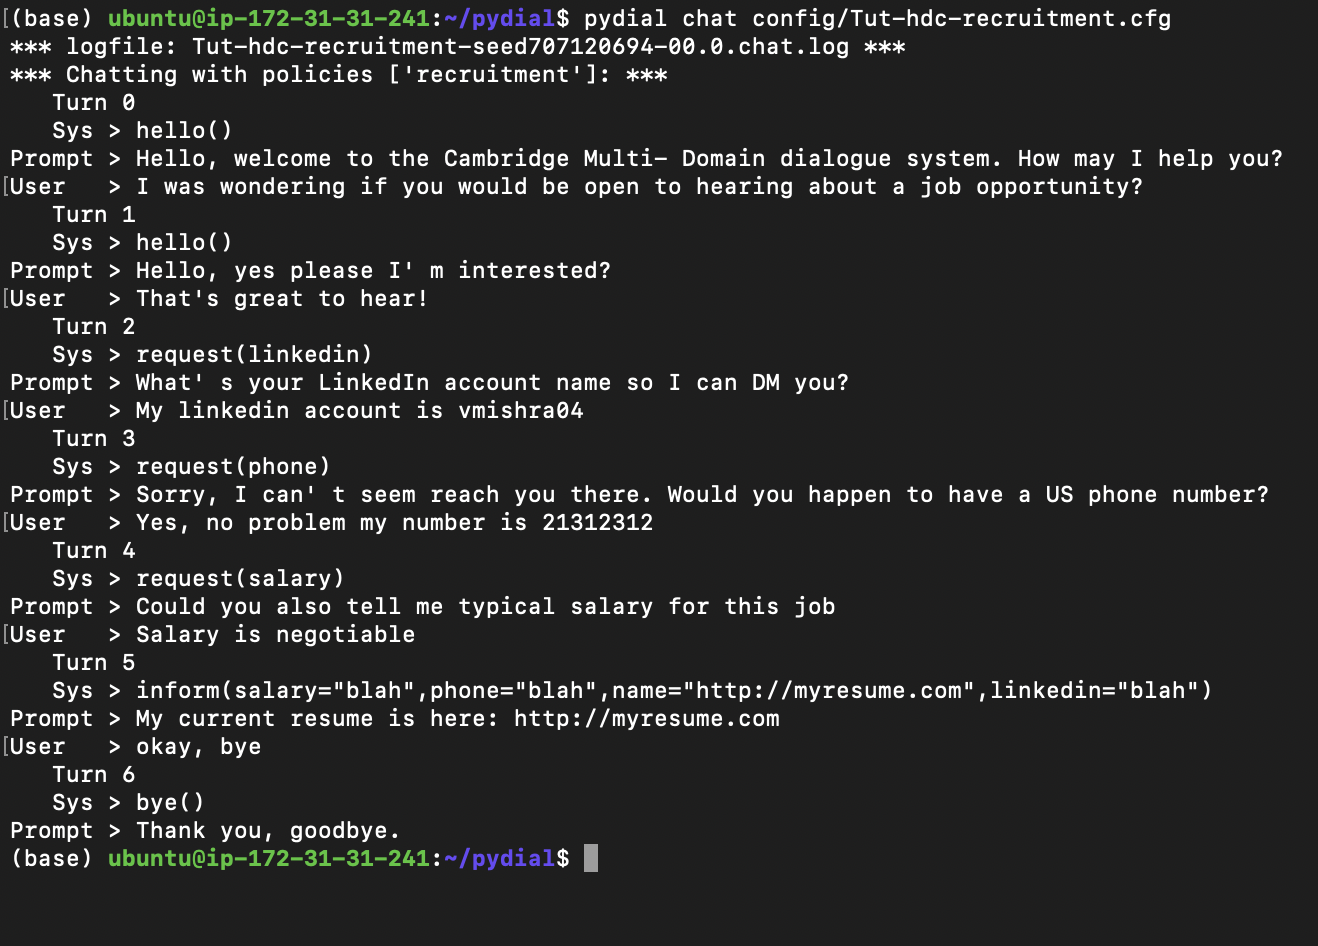 (base) ubuntu@ip-172-31-31-241:~/pydial$ pydial chat config/Tut-hdc-recruitment.cfg
*** logfile: Tut-hdc-recruitment-seed707120694-00.0.chat.log ***
*** Chatting with policies ['recruitment']: ***
   Turn 0
   Sys > hello()
Prompt > Hello, welcome to the Cambridge Multi- Domain dialogue system. How may I help you?
[User   > I was wondering if you would be open to hearing about a job opportunity?
   Turn 1
   Sys > hello()
Prompt > Hello, yes please I' m interested?
[User   > That's great to hear!
   Turn 2
   Sys > request(linkedin)
Prompt > What' s your LinkedIn account name so I can DM you?
[User   > My linkedin account is vmishra04
   Turn 3
   Sys > request(phone)
Prompt > Sorry, I can' t seem reach you there. Would you happen to have a US phone number?
[User   > Yes, no problem my number is 21312312
   Turn 4
   Sys > request(salary)
Prompt > Could you also tell me typical salary for this job
[User   > Salary is negotiable
   Turn 5
   Sys > inform(salary="blah",phone="blah",name="http://myresume.com",linkedin="blah")
Prompt > My current resume is here: http://myresume.com
[User   > okay, bye
   Turn 6
   Sys > bye()
Prompt > Thank you, goodbye.
(base) ubuntu@ip-172-31-31-241:~/pydial$